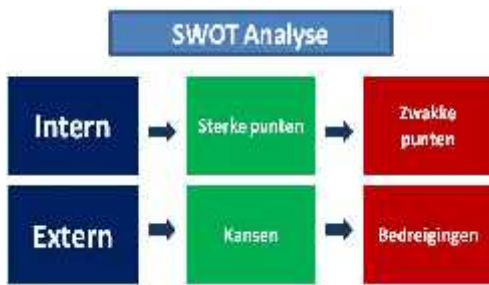 SWOT Analyse
Intern
Sterke punten
Zwakke
punten
Extern
Kansen
Bedreigingen